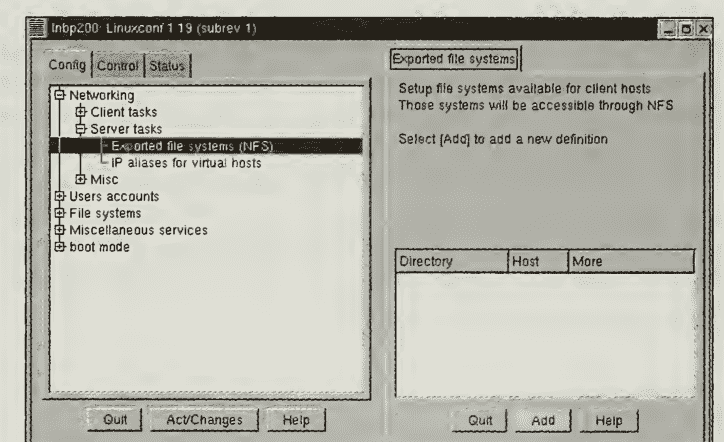 tnbp200: Linuxconf 1.19 (subrev 1)
Config
Control
Status
Networking
Client tasks
Server tasks
Exported file systems (NFS)
IP aliases for virtual hosts
Misc
Users accounts
File systems
Miscellaneous services
boot mode
Quit
Act/Changes
Help
Exported file systems
Setup file systems available for client hosts
Those systems will be accessible through NFS
Select [Add] to add a new definition
Directory
Host
More
Quit
Add
Help